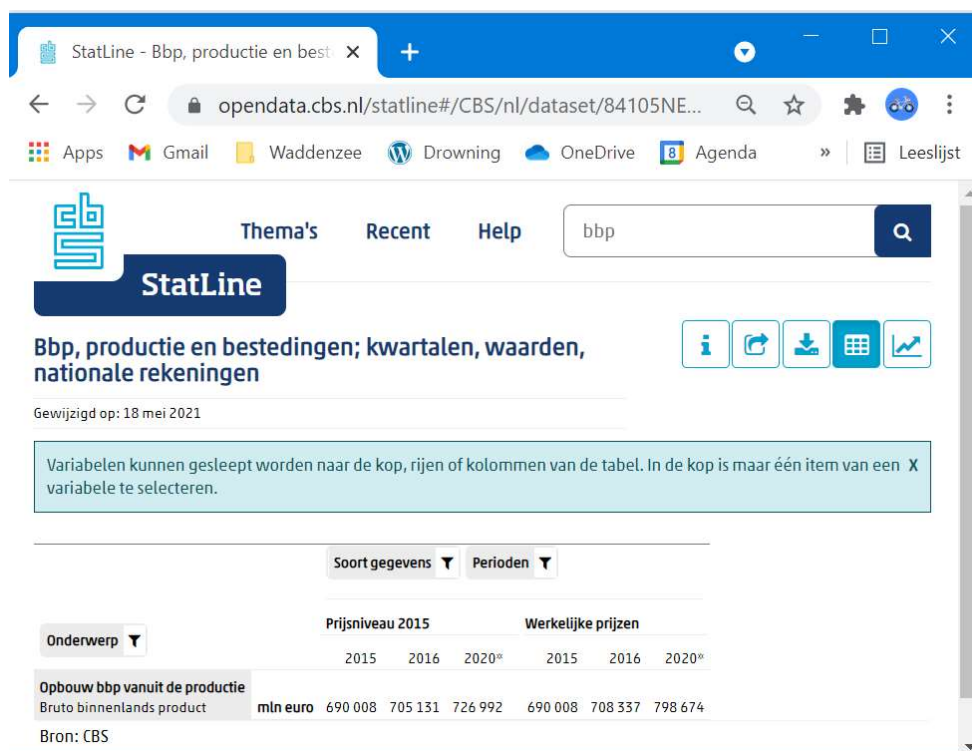 StatLine - Bbp, productie en best
opendata.cbs.nl/statline#/CBS/nl/dataset/84105NE...
Apps Gmail Waddenzee Drowning OneDrive 8 Agenda » Leeslijst
cbs
Thema's Recent Help bbp
StatLine
Bbp, productie en bestedingen; kwartalen, waarden,
nationale rekeningen
Gewijzigd op: 18 mei 2021
Variabelen kunnen gesleept worden naar de kop, rijen of kolommen van de tabel. In de kop is maar één item van een X
variabele te selecteren.
Soort gegevens Perioden
Prijsniveau 2015 Werkelijke prijzen
Onderwerp
2015 2016 2020* 2015 2016 2020*
Opbouw bbp vanuit de productie
Bruto binnenlands product mln euro 690 008 705 131 726 992 690 008 708 337 798 674
Bron: CBS